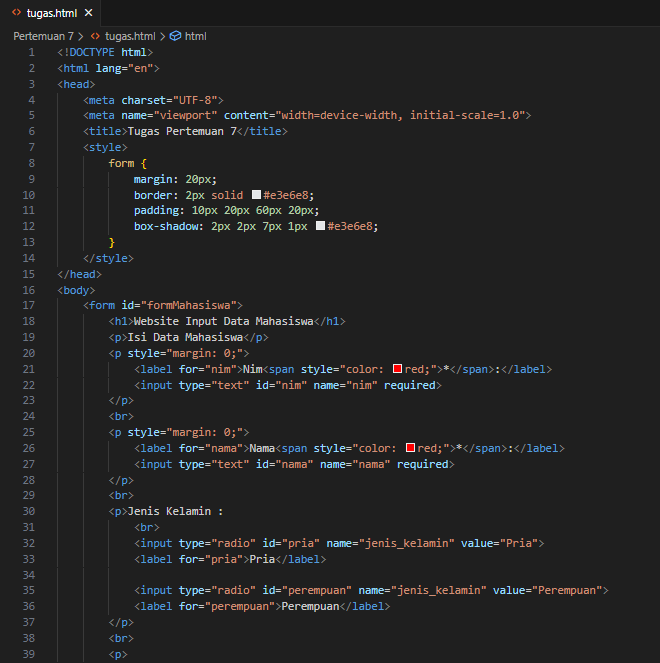 tugas.html
Pertemuan 7 > tugas.html > html
1 <!DOCTYPE html>
2 <html lang="en">
3 <head>
4 <meta charset="UTF-8">
5 <meta name="viewport" content="width=device-width, initial-scale=1.0">
6 <title>Tugas Pertemuan 7</title>
7 <style>
8 form {
9 margin: 20px;
10 border: 2px solid #e3e6e8;
11 padding: 10px 20px 60px 20px;
12 box-shadow: 2px 2px 7px 1px #e3e6e8;
13 }
14 </style>
15 </head>
16 <body>
17 <form id="formMahasiswa">
18 <h1>Website Input Data Mahasiswa</h1>
19 <p>Isi Data Mahasiswa</p>
20 <p style="margin: 0;">
21 <label for="nim">Nim<span style="color: red;">*</span>:</label>
22 <input type="text" id="nim" name="nim" required>
23 </p>
24 <br>
25 <p style="margin: 0;">
26 <label for="nama">Nama<span style="color: red;">*</span>:</label>
27 <input type="text" id="nama" name="nama" required>
28 </p>
29 <br>
30 <p>Jenis Kelamin :
31 <br>
32 <input type="radio" id="pria" name="jenis_kelamin" value="Pria">
33 <label for="pria">Pria</label>
34
35 <input type="radio" id="perempuan" name="jenis_kelamin" value="Perempuan">
36 <label for="perempuan">Perempuan</label>
37 </p>
38 <br>
39 <p>